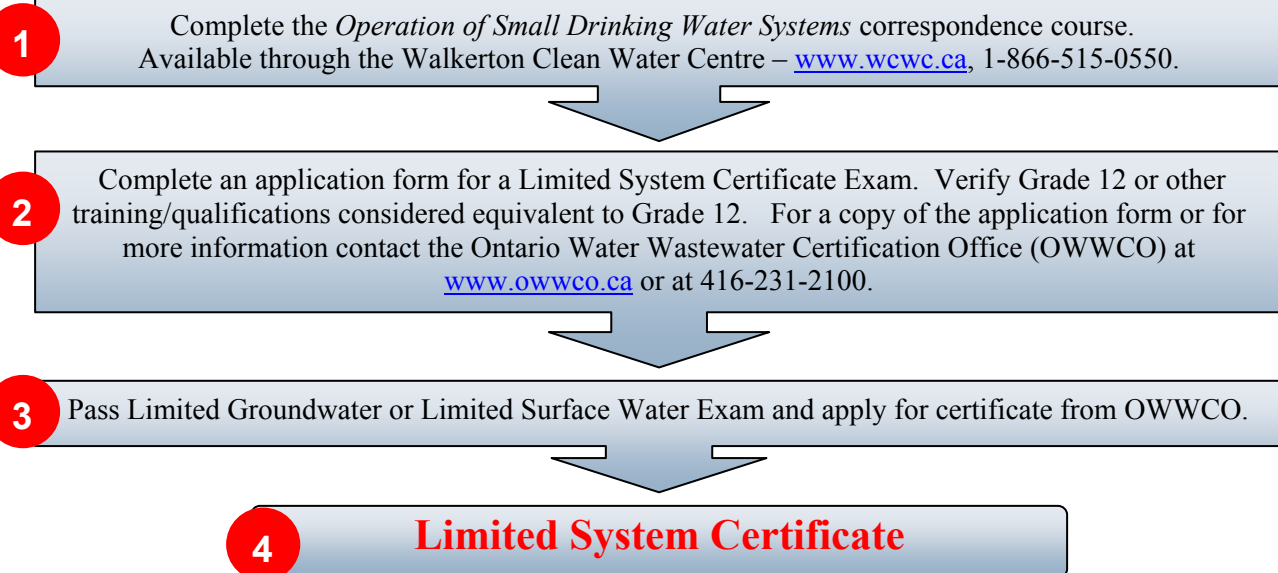 1
Complete the Operation of Small Drinking Water Systems correspondence course.
Available through the Walkerton Clean Water Centre – www.wcwc.ca, 1-866-515-0550.
2
Complete an application form for a Limited System Certificate Exam.  Verify Grade 12 or other
training/qualifications considered equivalent to Grade 12.   For a copy of the application form or for
more information contact the Ontario Water Wastewater Certification Office (OWWCO) at
www.owwco.ca or at 416-231-2100.
3
Pass Limited Groundwater or Limited Surface Water Exam and apply for certificate from OWWCO.
4
Limited System Certificate